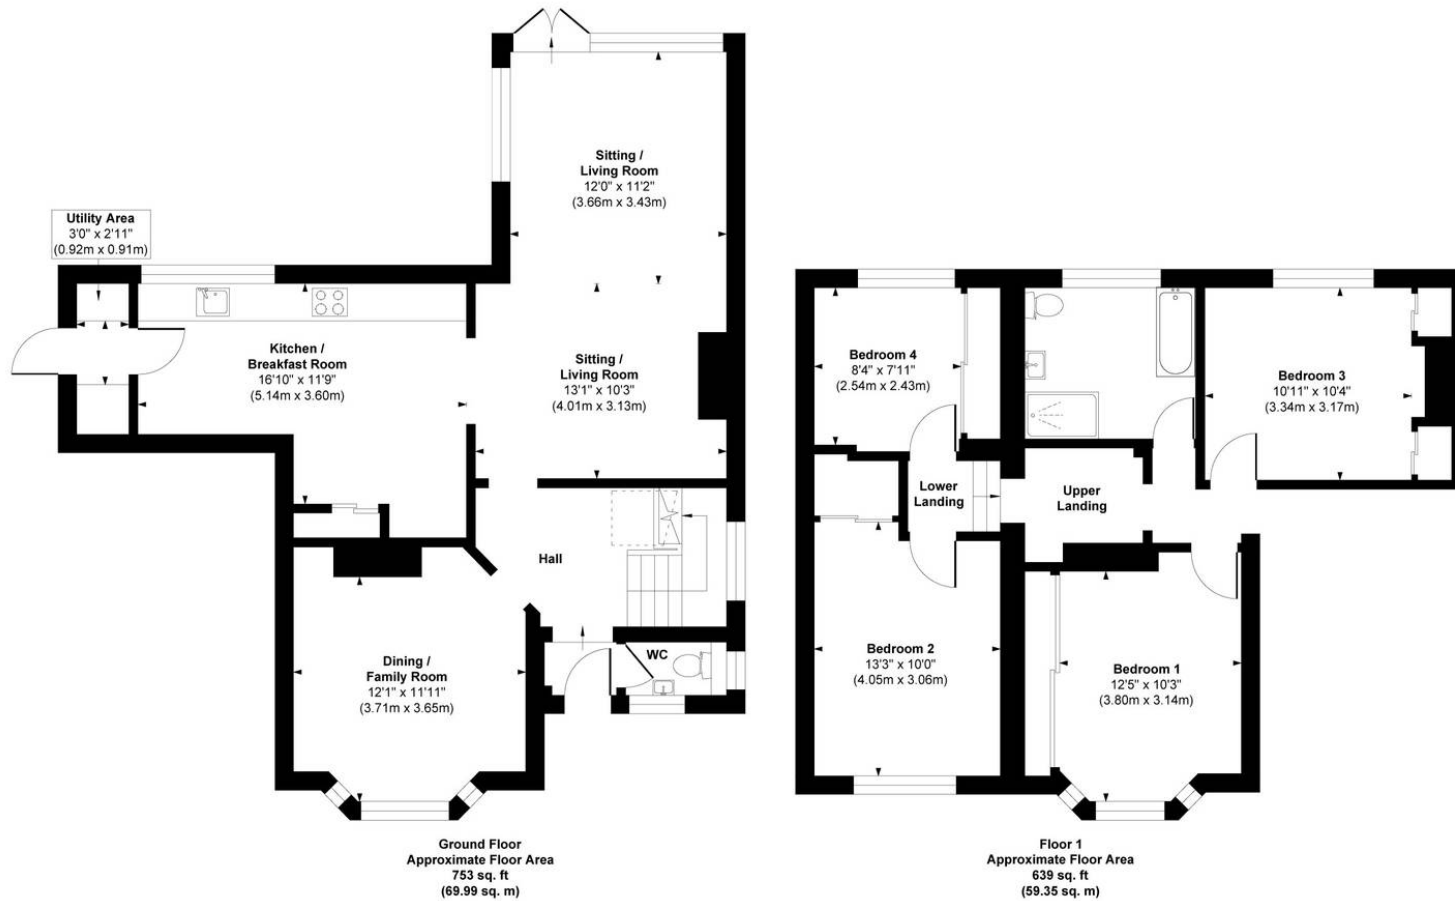 Sitting /
Living Room
12'0" x 11'2"
(3.66m x 3.43m)
Utility Area
3'0" x 2'11"
(0.92m x 0.91m)
Kitchen /
Breakfast Room
16'10" x 11'9"
(5.14m x 3.60m)
Sitting /
Living Room
13'1" x 10'3"
(4.01m x 3.13m)
Hall
WC
Dining /
Family Room
12'1" x 11'11"
(3.71m x 3.65m)
Ground Floor
Approximate Floor Area
753 sq. ft
(69.99 sq. m)
Bedroom 4
8'4" x 7'11"
(2.54m x 2.43m)
Bedroom 3
10'11" x 10'4"
(3.34m x 3.17m)
Lower
Landing
Upper
Landing
Bedroom 2
13'3" x 10'0"
(4.05m x 3.06m)
Bedroom 1
12'5" x 10'3"
(3.80m x 3.14m)
Floor 1
Approximate Floor Area
639 sq. ft
(59.35 sq. m)